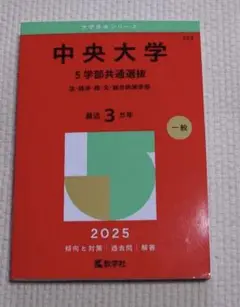 大学赤本シリーズ
中央大学
5学部共通選抜
法・経済・商・文・総合政策学部
最近3カ年
一般
2025
傾向と対策｜過去問｜解答
教学社